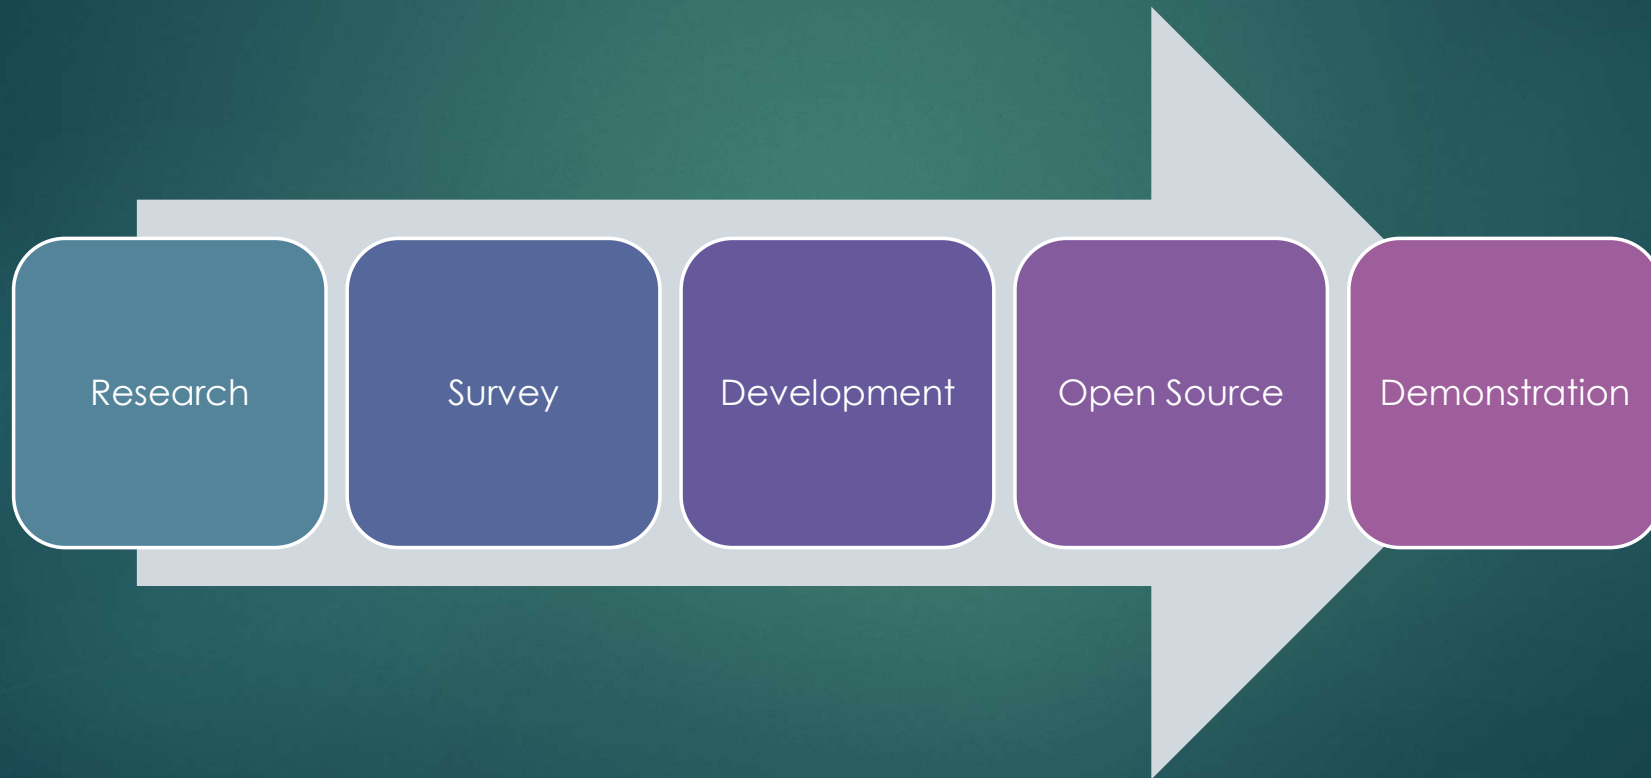 Research
Survey
Development
Open Source
Demonstration